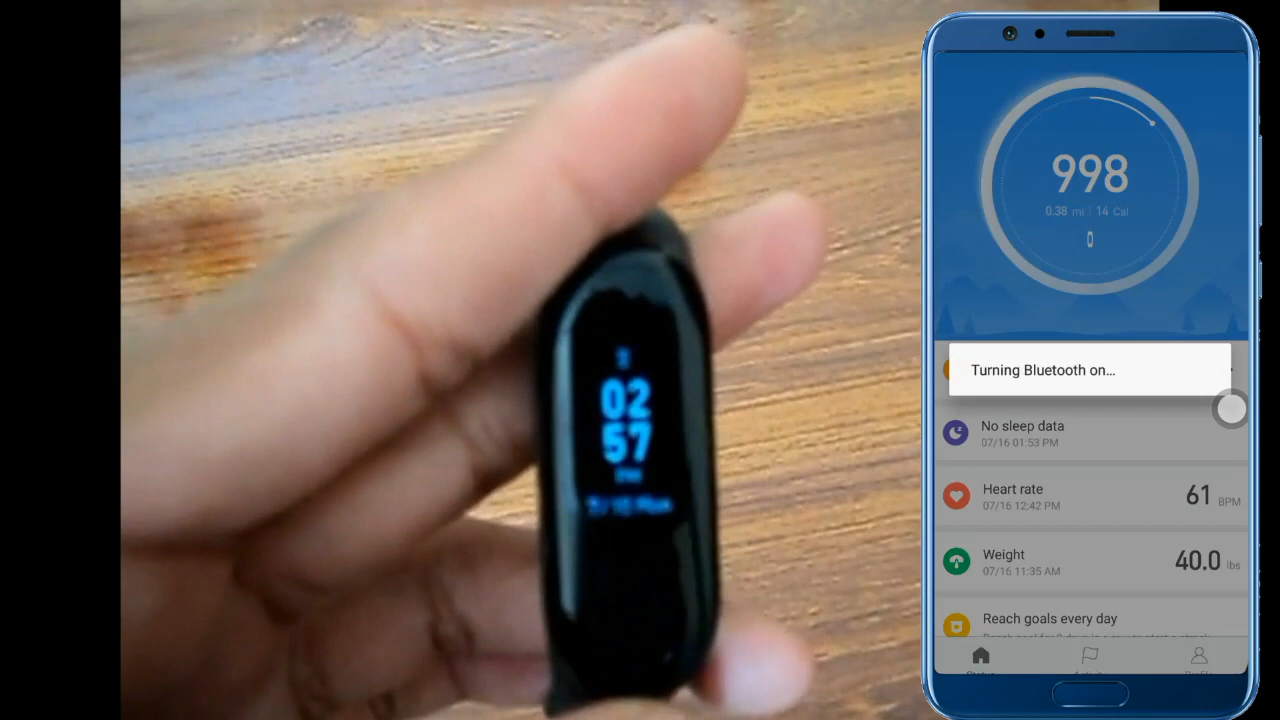 02
57
998
0.38 mi | 14 Cal
Turning Bluetooth on...
No sleep data
07/16 01:53 PM
Heart rate
07/16 12:42 PM
61 BPM
Weight
07/16 11:35 AM
40.0 lbs
Reach goals every day